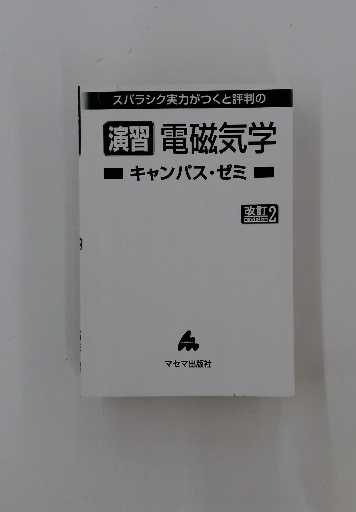 スバラシク実力がつくと評判の
演習 電磁気学
キャンパス・ゼミ
改訂2
revision
マセマ出版社